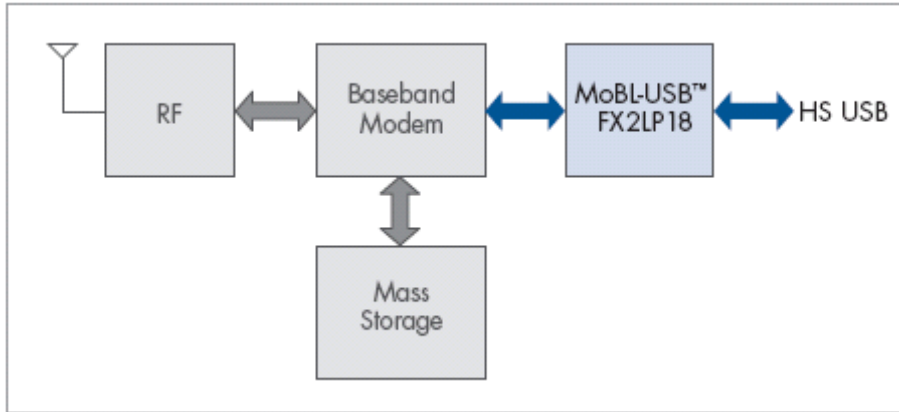 RF
Baseband
Modem
MoBL-USB™
FX2LP18
HS USB
Mass
Storage